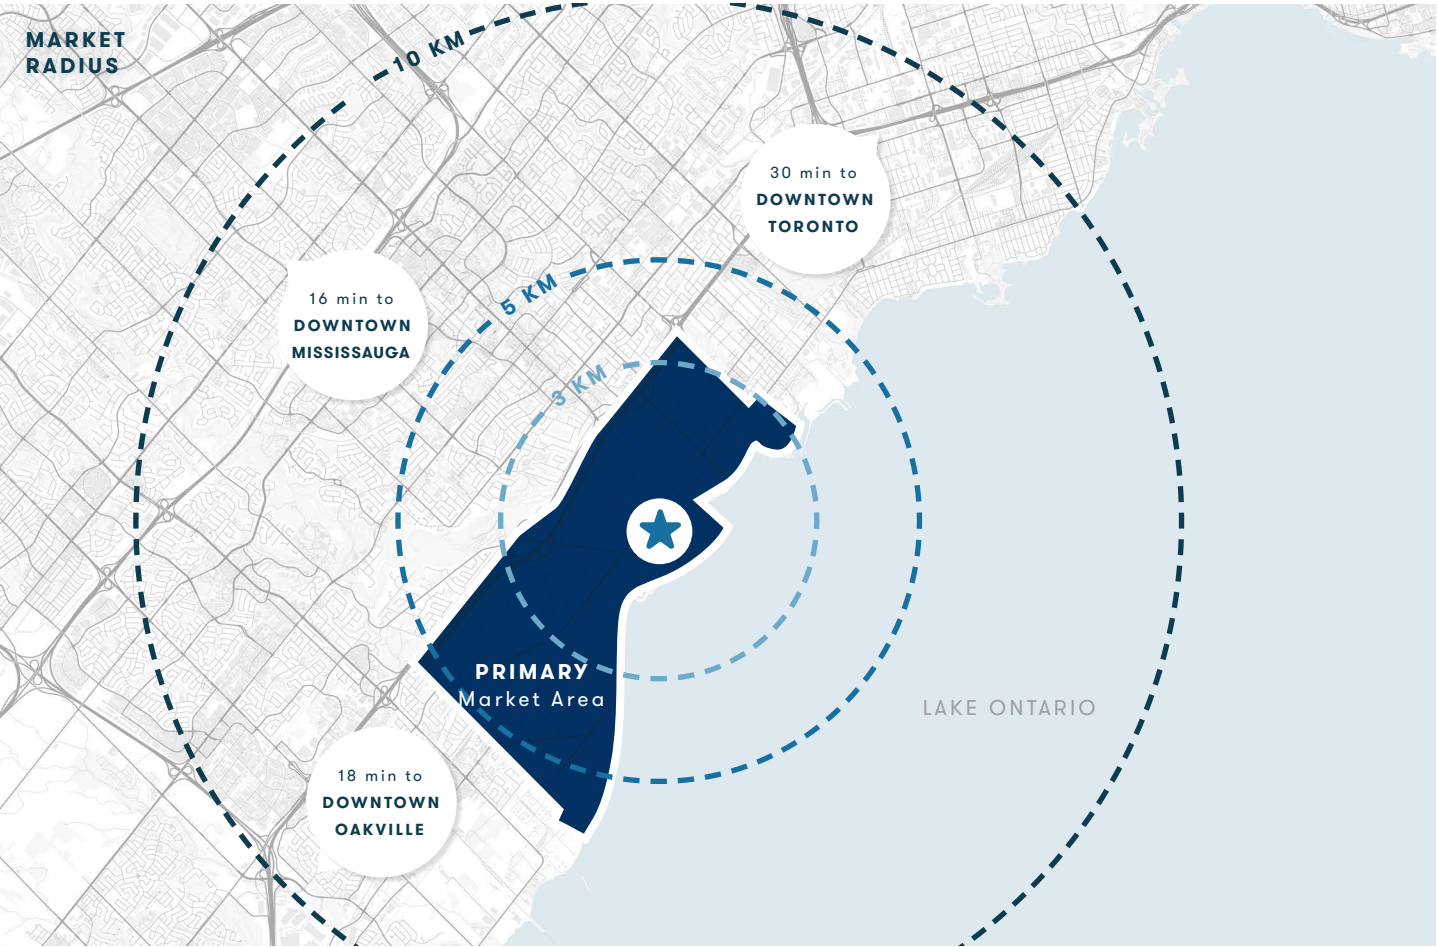 MARKET
RADIUS
10 KM
30 min to
DOWNTOWN
TORONTO
5 KM
16 min to
DOWNTOWN
MISSISSAUGA
3 KM
PRIMARY
Market Area
LAKE ONTARIO
18 min to
DOWNTOWN
OAKVILLE